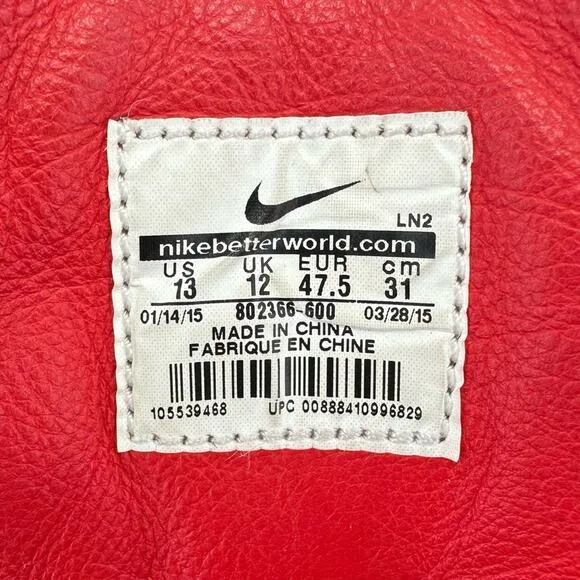 LN2
nikebetterworld.com
US UK EUR cm
13 12 47.5 31
01/14/15 802366-600 03/28/15
MADE IN CHINA
FABRIQUE EN CHINE
105539468 UPC 00888410996829